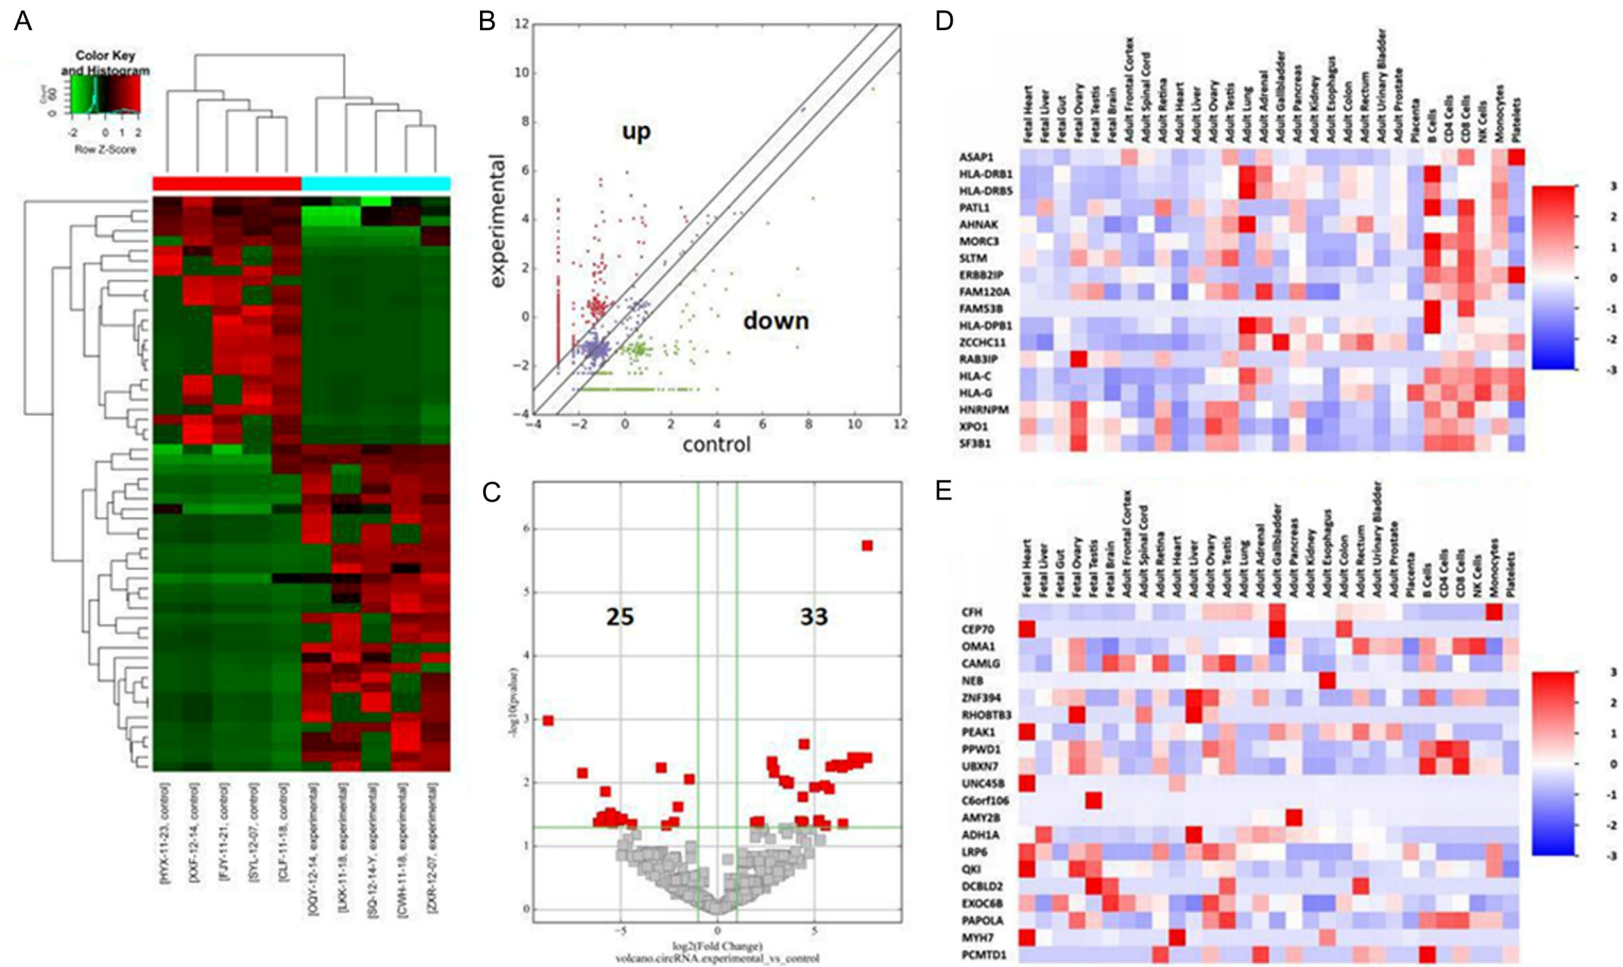 A
Color Key
and Histogram
Count
0 60
-2 0 1 2
Row Z-Score
[HYX-11-23, control]
[XXF-12-14, control]
[FJY-11-21, control]
[SYL-12-07, control]
[CLF-11-18, control]
[OQY-12-14, experimental]
[LKK-11-18, experimental]
[SQ-12-14-Y, experimental]
[CWH-11-18, experimental]
[ZXR-12-07, experimental]
B
12
10
8
6
4
2
0
−2
−4
experimental
up
down
−4 −2 0 2 4 6 8 10 12
control
C
6
5
4
3
2
1
0
-log10(pvalue)
25 33
−5 0 5
log2(Fold Change)
volcano.circRNA.experimental_vs_control
D
Fetal Heart
Fetal Liver
Fetal Gut
Fetal Ovary
Fetal Testis
Fetal Brain
Adult Frontal Cortex
Adult Spinal Cord
Adult Retina
Adult Heart
Adult Liver
Adult Ovary
Adult Testis
Adult Lung
Adult Adrenal
Adult Gallbladder
Adult Pancreas
Adult Kidney
Adult Esophagus
Adult Colon
Adult Rectum
Adult Urinary Bladder
Adult Prostate
Placenta
B Cells
CD4 Cells
CD8 Cells
NK Cells
Monocytes
Platelets
ASAP1
HLA-DRB1
HLA-DRB5
PATL1
AHNAK
MORC3
SLTM
ERBB2IP
FAM120A
FAM53B
HLA-DPB1
ZCCHC11
RAB3IP
HLA-C
HLA-G
HNRNPM
XPO1
SF3B1
3
2
1
0
-1
-2
-3
E
Fetal Heart
Fetal Liver
Fetal Gut
Fetal Ovary
Fetal Testis
Fetal Brain
Adult Frontal Cortex
Adult Spinal Cord
Adult Retina
Adult Heart
Adult Liver
Adult Ovary
Adult Testis
Adult Lung
Adult Adrenal
Adult Gallbladder
Adult Pancreas
Adult Kidney
Adult Esophagus
Adult Colon
Adult Rectum
Adult Urinary Bladder
Adult Prostate
Placenta
B Cells
CD4 Cells
CD8 Cells
NK Cells
Monocytes
Platelets
CFH
CEP70
OMA1
CAMLG
NEB
ZNF394
RHOBTB3
PEAK1
PPWD1
UBXN7
UNC45B
C6orf106
AMY2B
ADH1A
LRP6
QKI
DCBLD2
EXOC6B
PAPOLA
MYH7
PCMTD1
3
2
1
0
-1
-2
-3